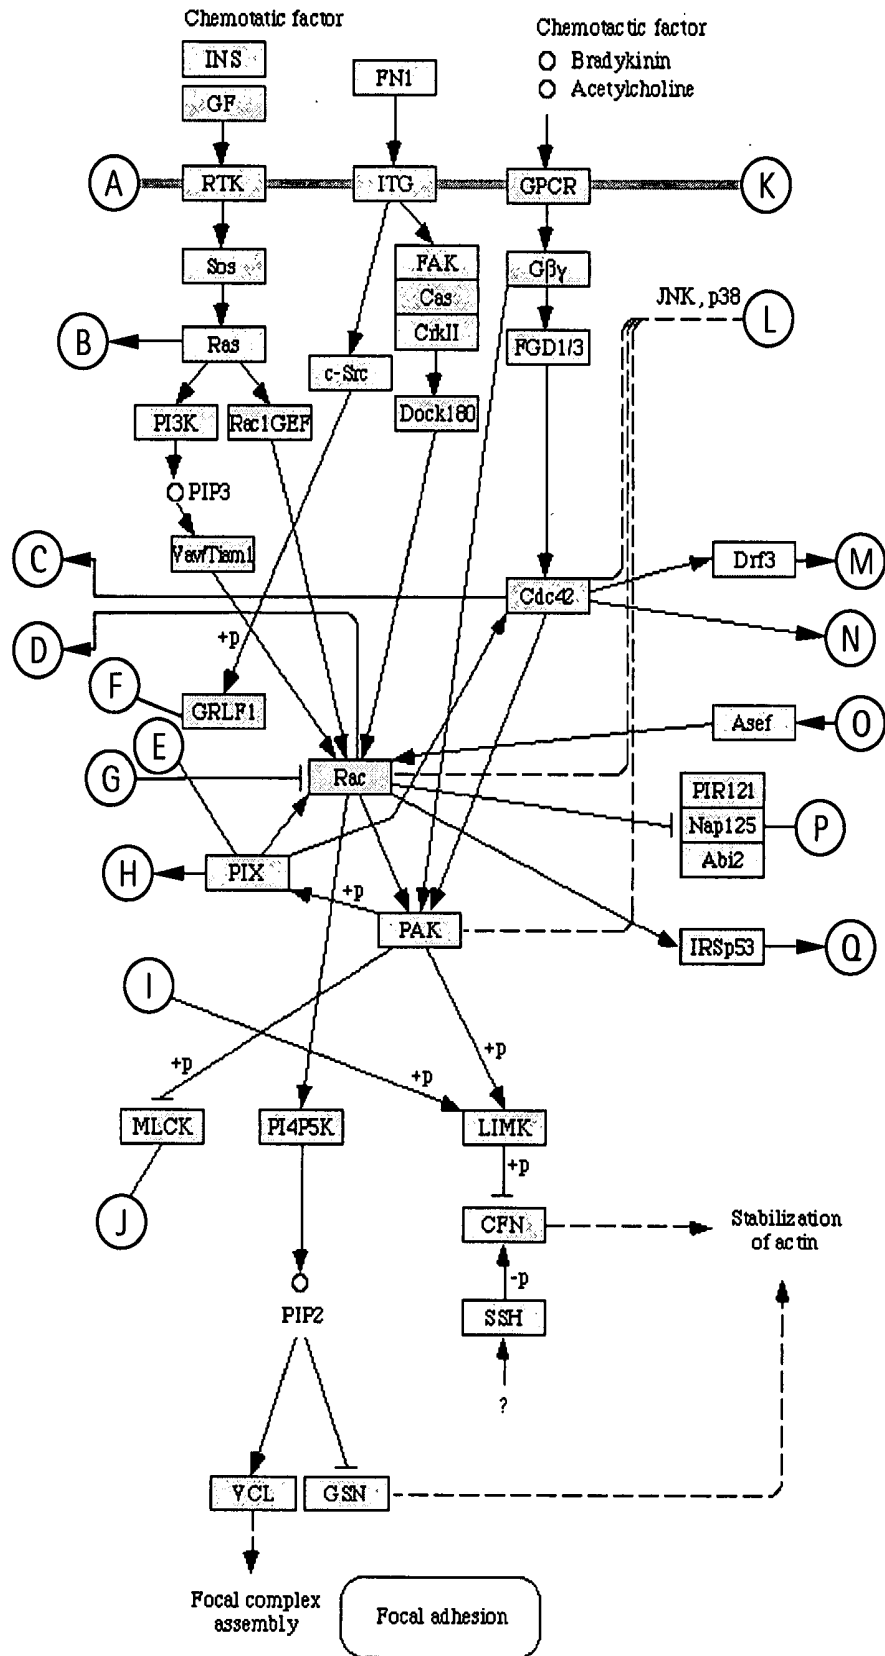 Chemotatic factor
Chemotactic factor
INS
FN1
Bradykinin
GF
Acetylcholine
A
RTK
ITG
GPCR
K
Sos
FAK
Gβγ
Cas
JNK, p38
L
B
Ras
CrkII
FGD1/3
c-Src
PI3K
Rac1GEF
Dock180
PIP3
C
Vav/Tiam1
Drf3
M
Cdc42
D
+p
N
F
GRLF1
Asef
O
E
G
Rac
PIR121
Nap125
P
Abi2
H
PIX
+p
PAK
IRSp53
Q
I
+p
+p
+p
MLCK
PI4P5K
LIMK
+p
J
CFN
Stabilization
of actin
-p
PIP2
SSH
?
VCL
GSN
Focal complex
assembly
Focal adhesion